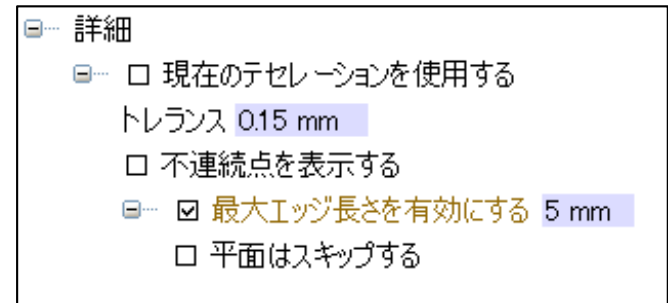 詳細
現在のテセレーションを使用する
トレランス 0.15 mm
不連続点を表示する
最大エッジ長さを有効にする 5 mm
平面はスキップする